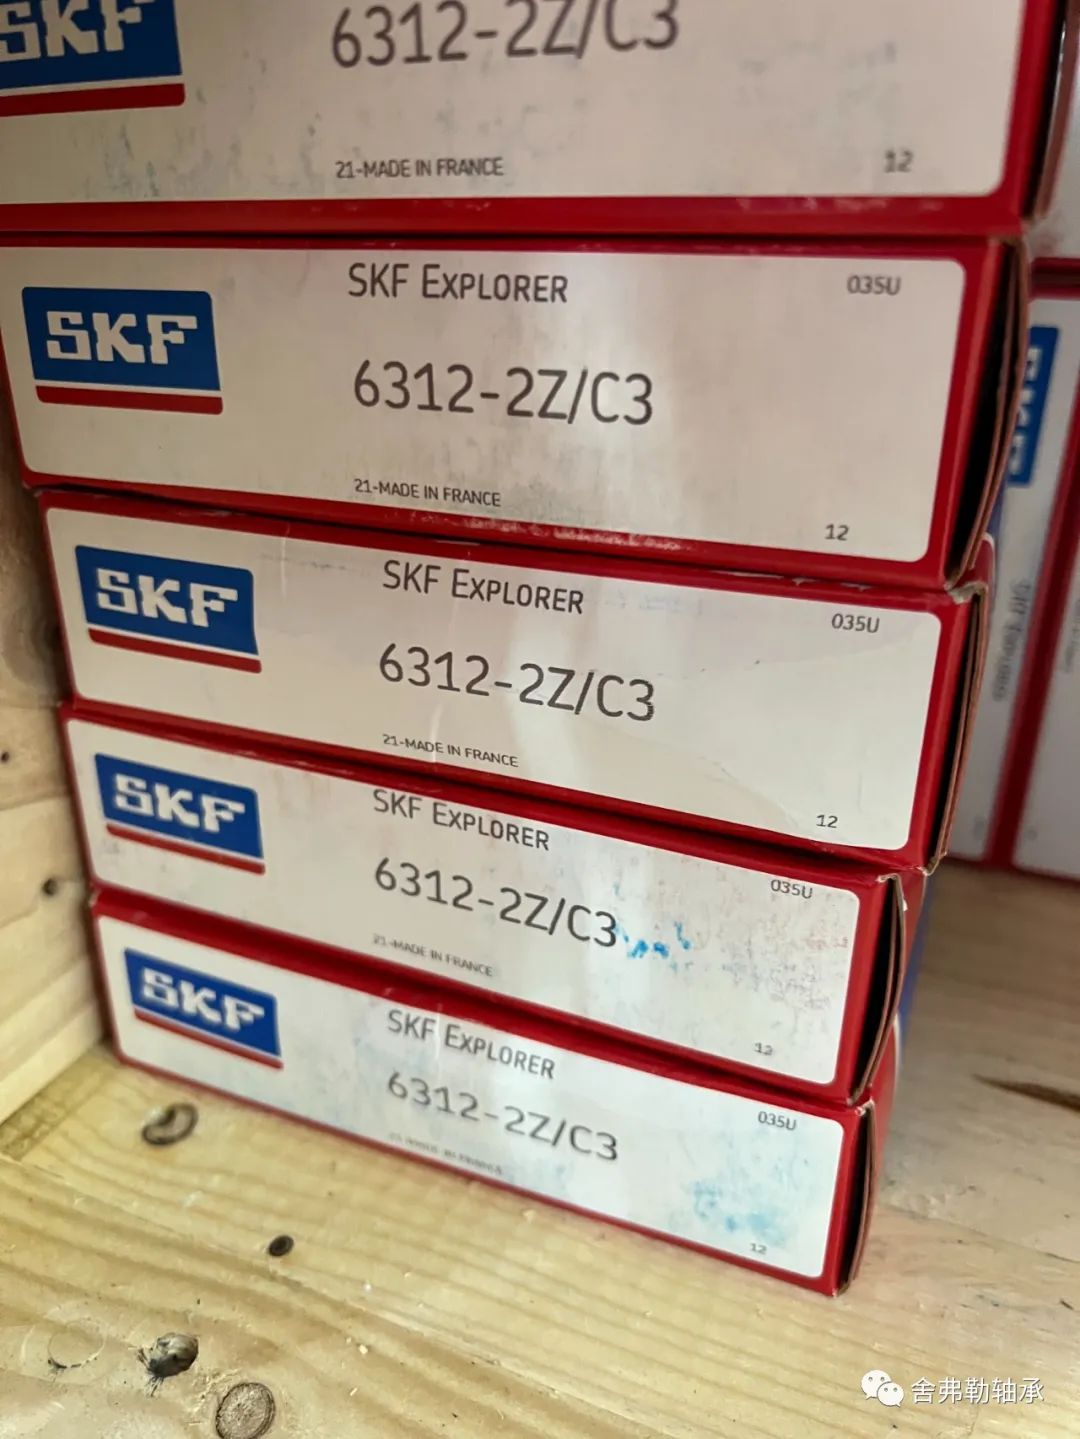 SKF
6312-2Z/C3
21-MADE IN FRANCE
12
SKF EXPLORER
035U
SKF
6312-2Z/C3
21-MADE IN FRANCE
12
SKF EXPLORER
035U
SKF
6312-2Z/C3
21-MADE IN FRANCE
12
SKF EXPLORER
035U
SKF
6312-2Z/C3
21-MADE IN FRANCE
12
SKF EXPLORER
035U
SKF
6312-2Z/C3
12
舍弗勒轴承